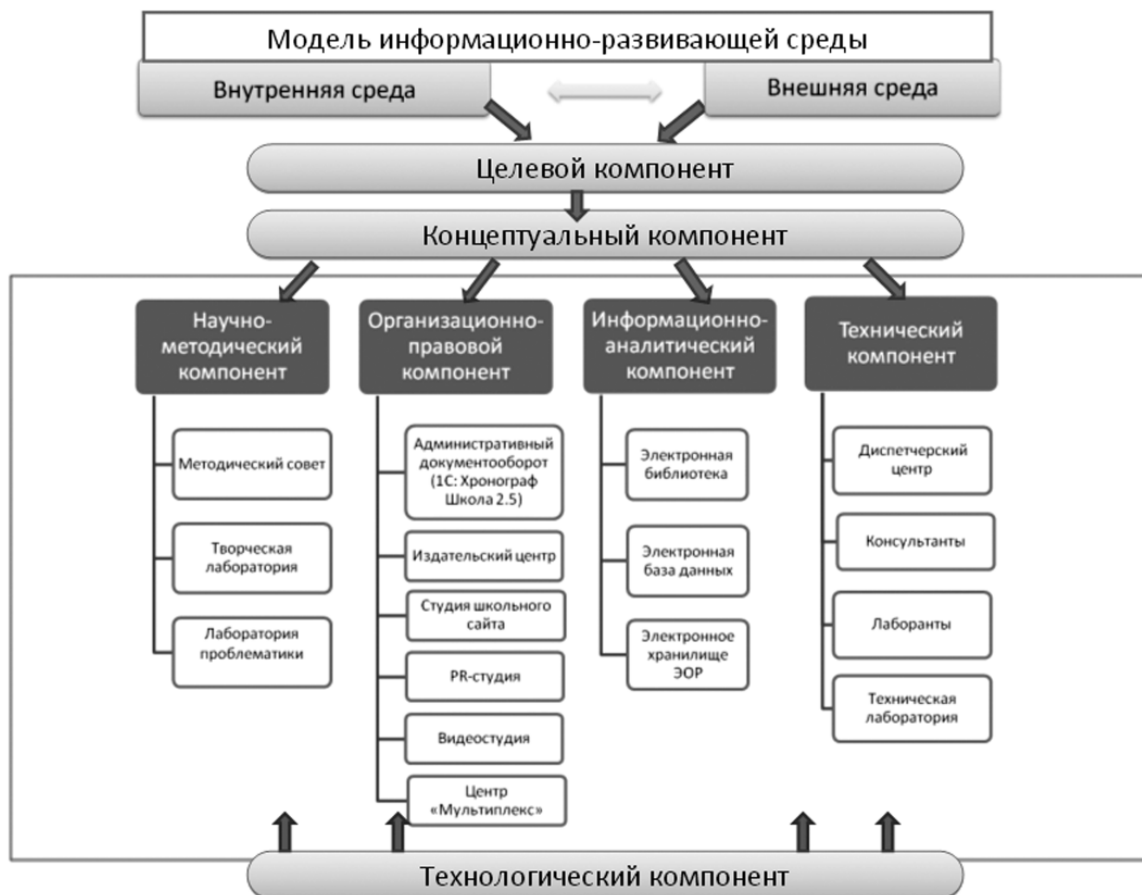 Модель информационно-развивающей среды
Внутренняя среда
Внешняя среда
Целевой компонент
Концептуальный компонент
Научно-
методический
компонент
Методический совет
Творческая
лаборатория
Лаборатория
проблематики
Организационно-
правовой
компонент
Административный
документооборот
(1С: Хронограф
Школа 2.5)
Издательский центр
Студия школьного
сайта
PR-студия
Видеостудия
Центр
«Мультиплекс»
Информационно-
аналитический
компонент
Электронная
библиотека
Электронная
база данных
Электронное
хранилище
ЭОР
Технический
компонент
Диспетчерский
центр
Консультанты
Лаборанты
Техническая
лаборатория
Технологический компонент